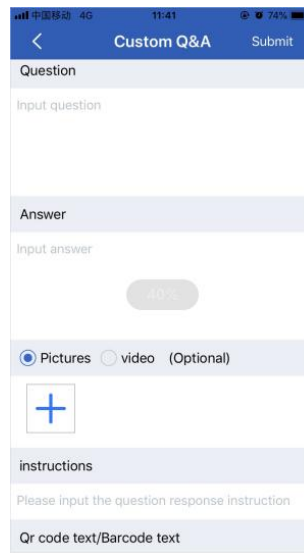 中国移动 4G 11:41 74%
Custom Q&A Submit
Question
Input question
Answer
Input answer
40%
Pictures video (Optional)
instructions
Please input the question response instruction
Qr code text/Barcode text